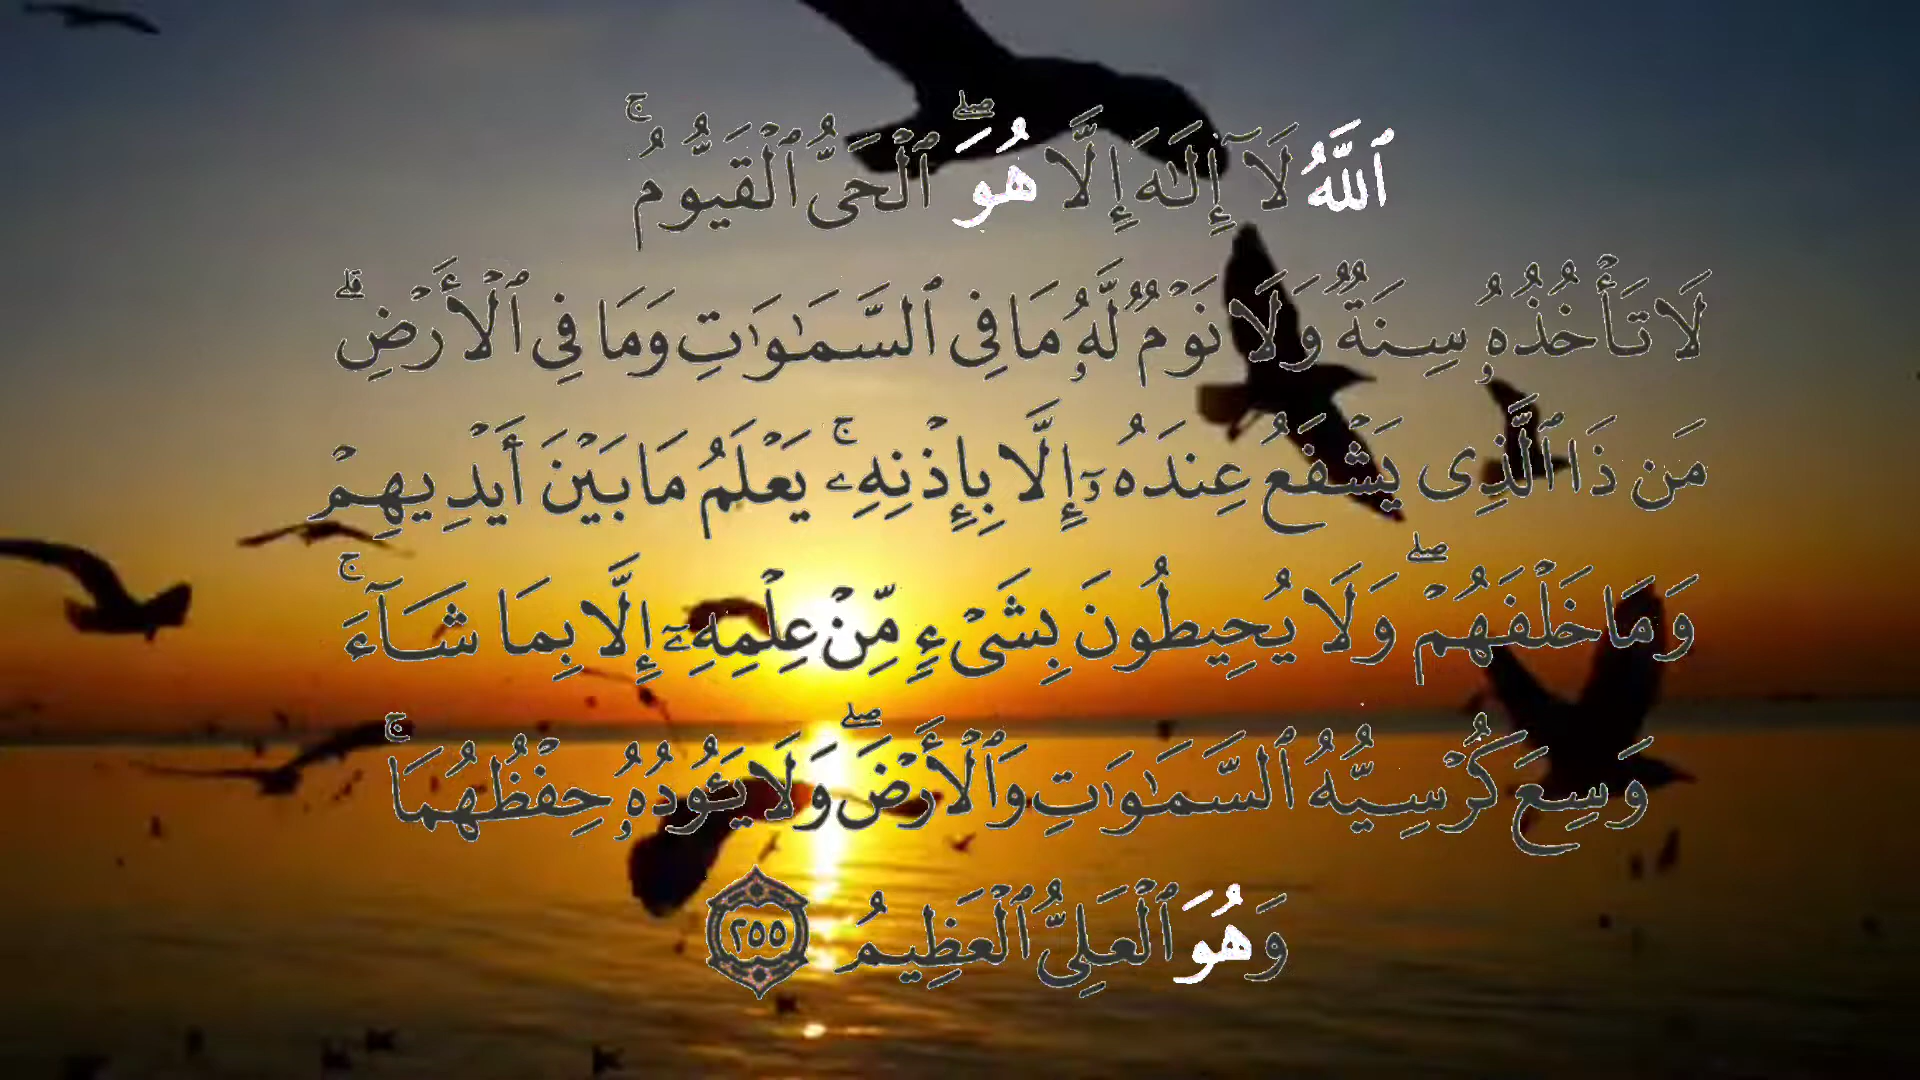 ٱللَّهُ لَآ إِلَـٰهَ إِلَّا هُوَ ۖ ٱلْحَىُّ ٱلْقَيُّومُ ۚ
لَا تَأْخُذُهُۥ سِنَةٌ وَلَا نَوْمٌ لَّهُۥ مَا فِى ٱلسَّمَـٰوَٰتِ وَمَا فِى ٱلْأَرْضِ ۗ
مَن ذَا ٱلَّذِى يَشْفَعُ عِندَهُۥٓ إِلَّا بِإِذْنِهِۦ ۚ يَعْلَمُ مَا بَيْنَ أَيْدِيهِمْ
وَمَا خَلْفَهُمْ ۖ وَلَا يُحِيطُونَ بِشَىْءٍ مِّنْ عِلْمِهِۦٓ إِلَّا بِمَا شَآءَ ۚ
وَسِعَ كُرْسِيُّهُ ٱلسَّمَـٰوَٰتِ وَٱلْأَرْضَ ۖ وَلَا يَـُٔودُهُۥ حِفْظُهُمَا ۚ
وَهُوَ ٱلْعَلِىُّ ٱلْعَظِيمُ ٢٥٥